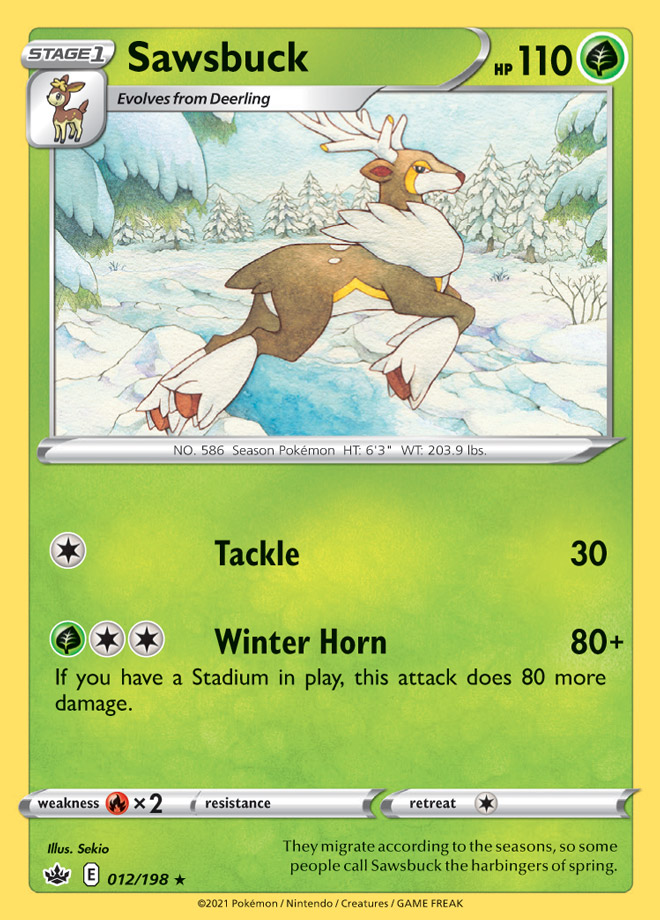 STAGE1
Sawsbuck
HP 110
Evolves from Deerling
NO. 586 Season Pokémon HT: 6'3" WT: 203.9 lbs.
Tackle 30
Winter Horn 80+
If you have a Stadium in play, this attack does 80 more
damage.
weakness ×2 resistance retreat
Illus. Sekio
They migrate according to the seasons, so some
people call Sawsbuck the harbingers of spring.
E 012/198 ★
©2021 Pokémon / Nintendo / Creatures / GAME FREAK